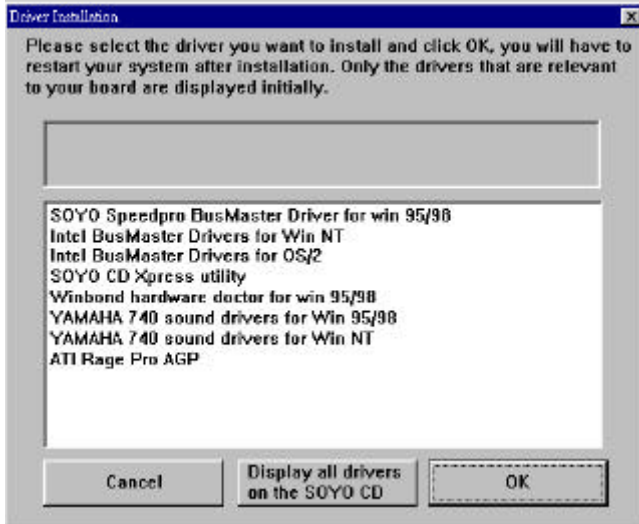 Driver Installation
Please select the driver you want to install and click OK, you will have to
restart your system after installation. Only the drivers that are relevant
to your board are displayed initially.
SOYO Speedpro BusMaster Driver for win 95/98
Intel BusMaster Drivers for Win NT
Intel BusMaster Drivers for OS/2
SOYO CD Xpress utility
Winbond hardware doctor for win 95/98
YAMAHA 740 sound drivers for Win 95/98
YAMAHA 740 sound drivers for Win NT
ATI Rage Pro AGP
Cancel
Display all drivers
on the SOYO CD
OK